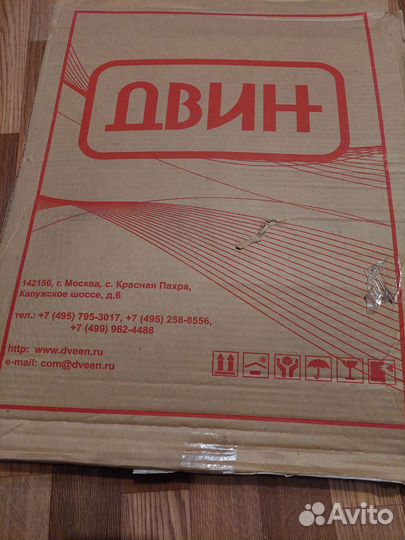 ДВИН
142150, г. Москва, с. Красная Пахра,
Калужское шоссе, д.6
тел.: +7 (495) 795-3017, +7 (495) 258-8556,
+7 (499) 962-4488
http: www.dveen.ru
e-mail: com@dveen.ru
Avito